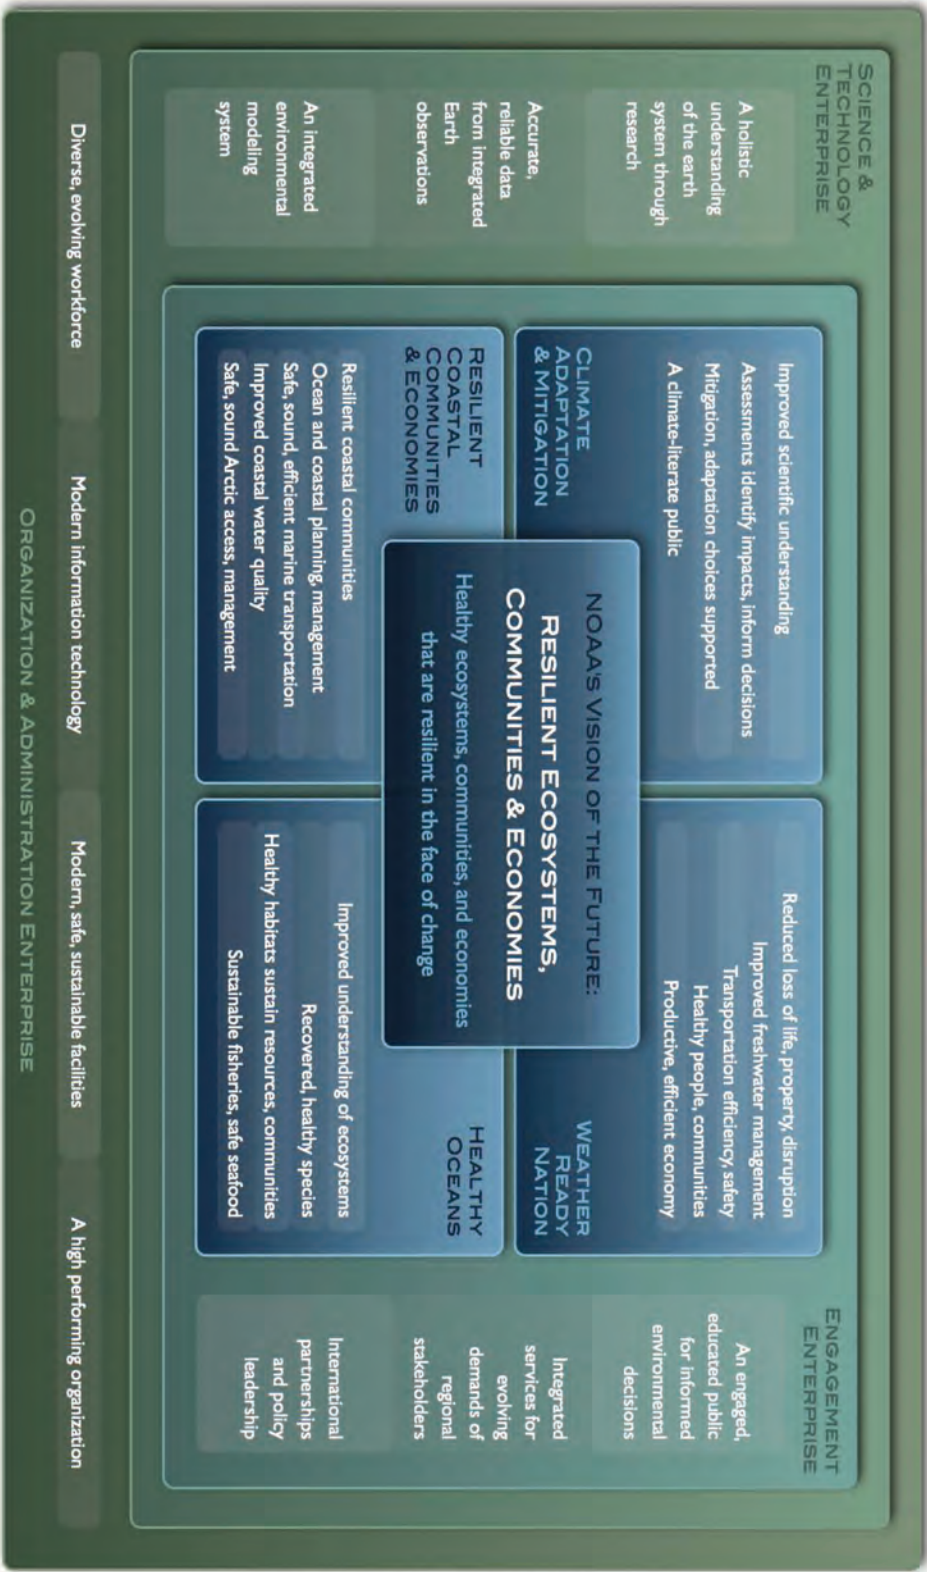 SCIENCE &
TECHNOLOGY
ENTERPRISE
A holistic
understanding
of the earth
system through
research
Accurate,
reliable data
from integrated
Earth
observations
An integrated
environmental
modeling
system
Improved scientific understanding
Assessments identify impacts, inform decisions
Mitigation, adaptation choices supported
A climate-literate public
CLIMATE
ADAPTATION
& MITIGATION
Reduced loss of life, property, disruption
Improved freshwater management
Transportation efficiency, safety
Healthy people, communities
Productive, efficient economy
WEATHER
READY
NATION
NOAA'S VISION OF THE FUTURE:
RESILIENT ECOSYSTEMS,
COMMUNITIES & ECONOMIES
Healthy ecosystems, communities, and economies
that are resilient in the face of change
RESILIENT
COASTAL
COMMUNITIES
& ECONOMIES
Resilient coastal communities
Ocean and coastal planning, management
Safe, sound, efficient marine transportation
Improved coastal water quality
Safe, sound Arctic access, management
HEALTHY
OCEANS
Improved understanding of ecosystems
Recovered, healthy species
Healthy habitats sustain resources, communities
Sustainable fisheries, safe seafood
ENGAGEMENT
ENTERPRISE
An engaged,
educated public
for informed
environmental
decisions
Integrated
services for
evolving
demands of
regional
stakeholders
International
partnerships
and policy
leadership
Diverse, evolving workforce
Modern information technology
Modern, safe, sustainable facilities
A high performing organization
ORGANIZATION & ADMINISTRATION ENTERPRISE